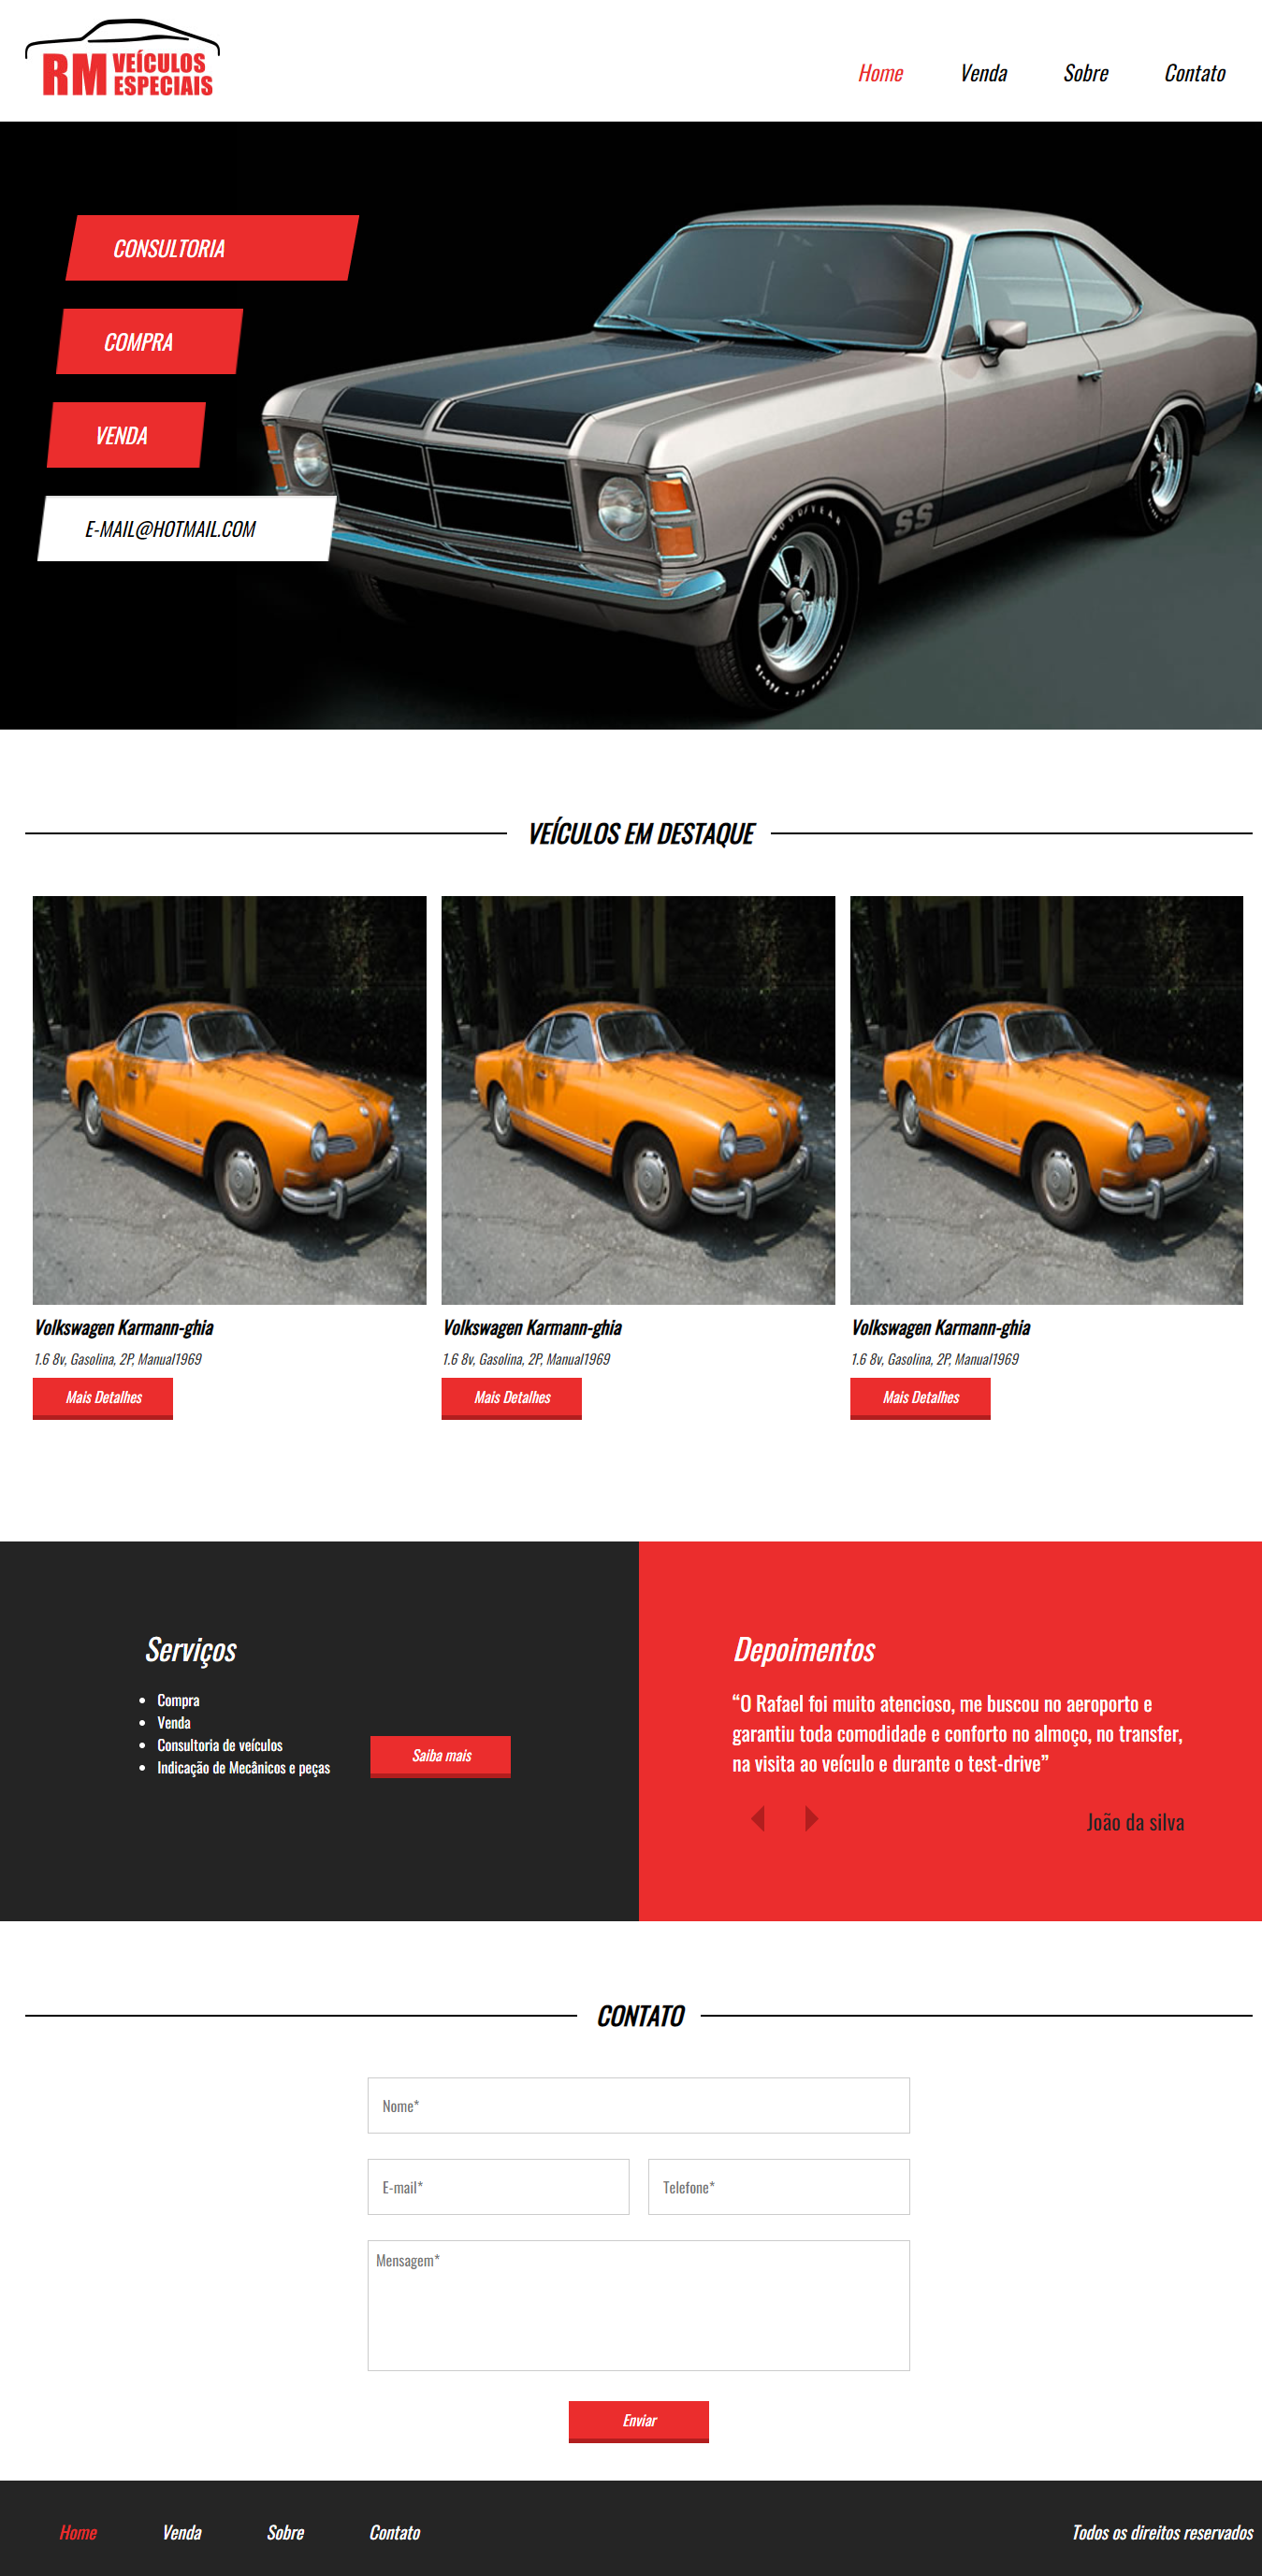 RM VEÍCULOS
ESPECIAIS
Home Venda Sobre Contato
CONSULTORIA
COMPRA
VENDA
E-MAIL@HOTMAIL.COM
SS
GOODYEAR
VEÍCULOS EM DESTAQUE
Volkswagen Karmann-ghia
1.6 8v, Gasolina, 2P, Manual1969
Mais Detalhes
Volkswagen Karmann-ghia
1.6 8v, Gasolina, 2P, Manual1969
Mais Detalhes
Volkswagen Karmann-ghia
1.6 8v, Gasolina, 2P, Manual1969
Mais Detalhes
Serviços
Compra
Venda
Consultoria de veículos
Indicação de Mecânicos e peças
Saiba mais
Depoimentos
“O Rafael foi muito atencioso, me buscou no aeroporto e
garantiu toda comodidade e conforto no almoço, no transfer,
na visita ao veículo e durante o test-drive”
João da silva
CONTATO
Nome*
E-mail* Telefone*
Mensagem*
Enviar
Home Venda Sobre Contato Todos os direitos reservados